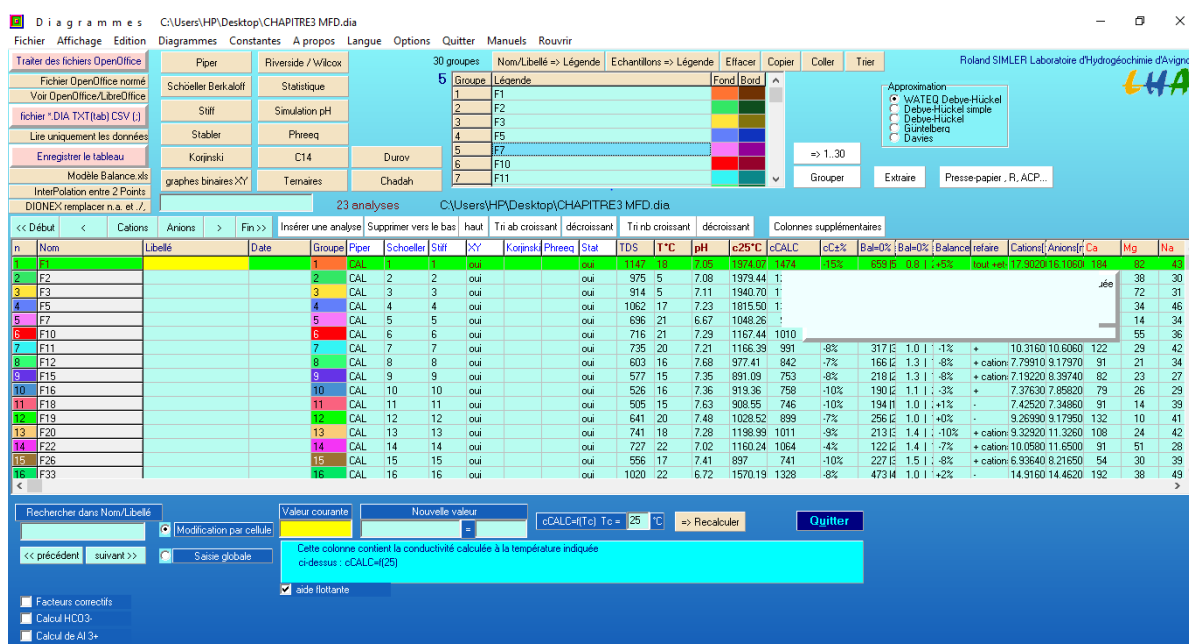 Diagrammes C:\Users\HP\Desktop\CHAPITRE3 MFD.dia
Fichier Affichage Edition Diagrammes Constantes A propos Langue Options Quitter Manuels Rouvrir
Traiter des fichiers OpenOffice Piper Riverside / Wilcox 30 groupes Nom/Libellé => Légende Echantillons => Légende Effacer Copier Coller Trier Roland SIMLER Laboratoire d'Hydrogéochimie d'Avigno
LHA
Fichier OpenOffice normé Schöeller Berkaloff Statistique 5 Groupe Légende Fond Bord Approximation
Voir OpenOffice/LibreOffice 1 F1 WATEQ Debye-Hückel
Stiff Simulation pH 2 F2 Debye-Hückel simple
fichier *.DIA TXT(tab) CSV (;) 3 F3 Debye-Hückel
Lire uniquement les données Stabler Phreeq 4 F5 Güntelberg
Davies
Enregistrer le tableau Korjinski C14 Durov 5 F7 => 1..30
Modèle Balance.xls 6 F10
InterPolation entre 2 Points graphes binaires XY Ternaires Chadah 7 F11 Grouper Extraire Presse-papier , R, ACP...
DIONEX remplacer n.a. et ./, 23 analyses C:\Users\HP\Desktop\CHAPITRE3 MFD.dia
<< Début < Cations Anions > Fin >> Insérer une analyse Supprimer vers le bas haut Tri ab croissant décroissant Tri nb croissant décroissant Colonnes supplémentaires
n Nom Libellé Date Groupe Piper Schoeller Stiff XY Korjinski Phreeq Stat TDS T°C pH c25°C cCALC cC±% Bal=0% Bal=0% Balance refaire Cations[ Anions[r Ca Mg Na
1 F1 1 CAL 1 1 oui oui 1147 18 7.05 1974.07 1474 -15% 659 0.8 +5% tout +et- 17.9020 16.1060 184 82 43
2 F2 2 CAL 2 2 oui oui 975 5 7.08 1979.44 38 30
3 F3 3 CAL 3 3 oui oui 914 5 7.11 1940.70 72 31
4 F5 4 CAL 4 4 oui oui 1062 17 7.23 1815.50 34 46
5 F7 5 CAL 5 5 oui oui 696 21 6.67 1048.26 14 34
6 F10 6 CAL 6 6 oui oui 716 21 7.29 1167.44 1010 55 36
7 F11 7 CAL 7 7 oui oui 735 20 7.21 1166.39 991 -8% 317 1.0 -1% + 10.3160 10.6060 122 29 42
8 F12 8 CAL 8 8 oui oui 603 16 7.68 977.41 842 -7% 166 1.3 -8% + cation: 7.79910 9.17970 91 21 34
9 F15 9 CAL 9 9 oui oui 577 15 7.35 891.09 753 -8% 218 1.3 -8% + cation: 7.19220 8.39740 82 23 27
10 F16 10 CAL 10 10 oui oui 526 16 7.36 919.36 758 -10% 190 1.1 -3% + 7.37630 7.85820 79 26 29
11 F18 11 CAL 11 11 oui oui 505 15 7.63 908.55 746 -10% 194 1.0 +1% - 7.42520 7.34860 91 14 39
12 F19 12 CAL 12 12 oui oui 641 20 7.48 1028.52 899 -7% 256 1.0 +0% - 9.26990 9.17950 132 10 41
13 F20 13 CAL 13 13 oui oui 741 18 7.28 1198.99 1011 -9% 213 1.4 -10% + cation: 9.32920 11.3260 108 24 42
14 F22 14 CAL 14 14 oui oui 727 22 7.02 1160.24 1064 -4% 122 1.4 -7% + cation: 10.0580 11.6500 91 51 28
15 F26 15 CAL 15 15 oui oui 556 17 7.41 897 741 -10% 227 1.5 -8% + cation: 6.93640 8.21650 54 30 39
16 F33 16 CAL 16 16 oui oui 1020 22 6.72 1570.19 1328 -8% 473 1.0 +2% - 14.9160 14.4620 192 38 49
Rechercher dans Nom/Libellé Valeur courante Nouvelle valeur
Modification par cellule = cCALC=f(Tc) Tc = 25 °C => Recalculer Quitter
<< précédent suivant >> Saisie globale Cette colonne contient la conductivité calculée à la température indiquée
ci-dessus : cCALC=f(25)
aide flottante
Facteurs correctifs
Calcul HCO3-
Calcul de Al 3+